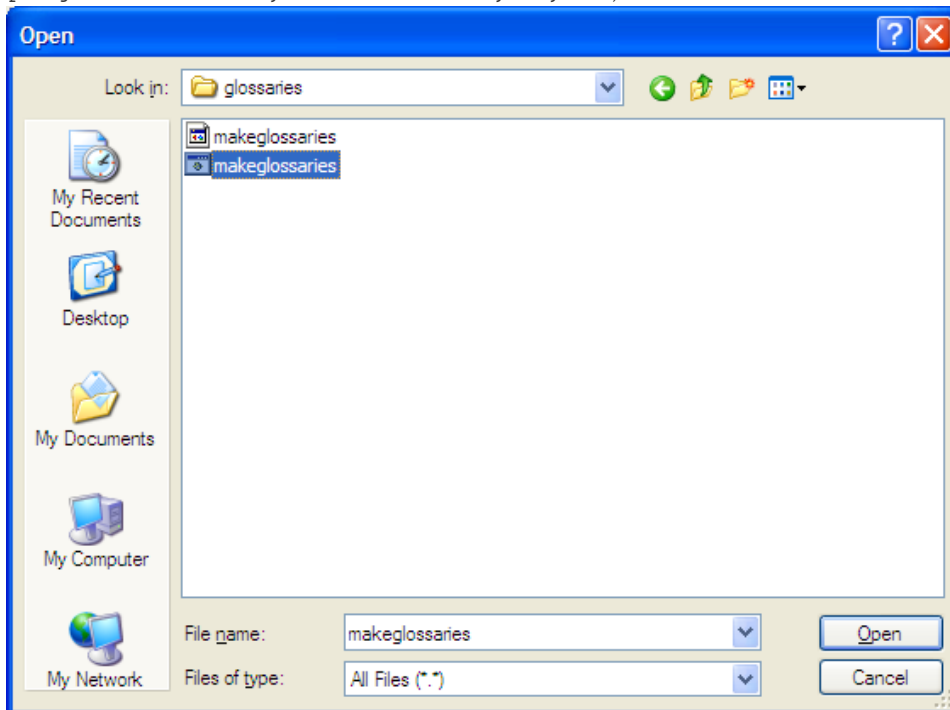 Open
Look in:
glossaries
makeglossaries
makeglossaries
My Recent
Documents
Desktop
My Documents
My Computer
My Network
File name:
makeglossaries
Open
Files of type:
All Files (*.*)
Cancel